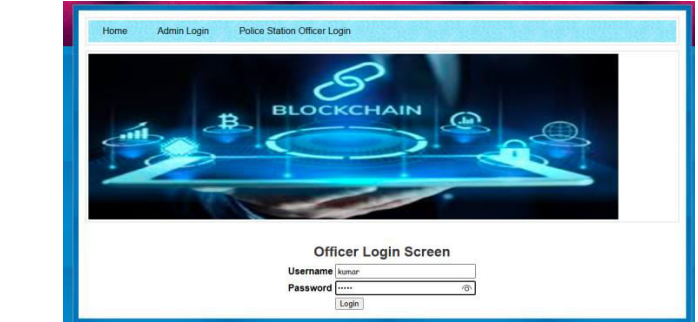 Home Admin Login Police Station Officer Login
BLOCKCHAIN
Officer Login Screen
Username kumar
Password •••••
Login